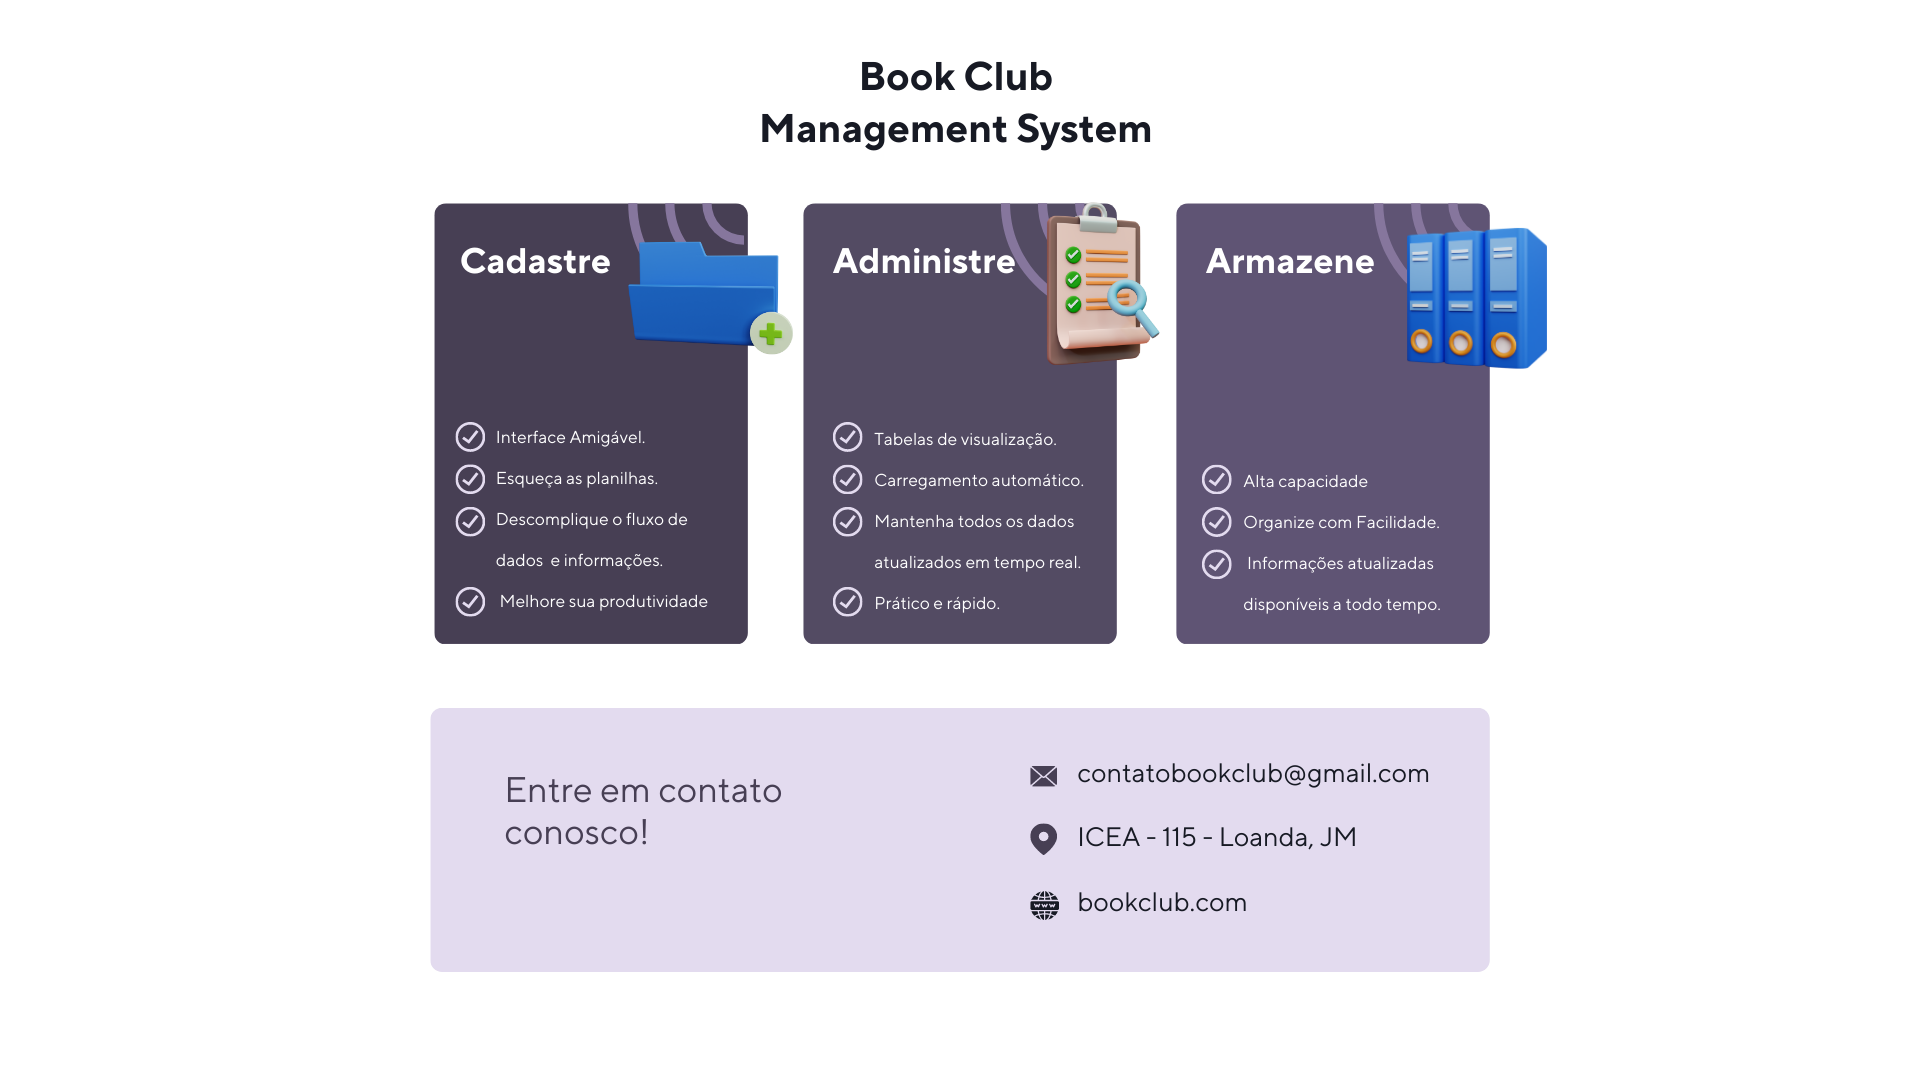 Book Club
Management System
Cadastre
Interface Amigável.
Esqueça as planilhas.
Descomplique o fluxo de
dados e informações.
Melhore sua produtividade
Administre
Tabelas de visualização.
Carregamento automático.
Mantenha todos os dados
atualizados em tempo real.
Prático e rápido.
Armazene
Alta capacidade
Organize com Facilidade.
Informações atualizadas
disponíveis a todo tempo.
Entre em contato
conosco!
contatobookclub@gmail.com
ICEA - 115 - Loanda, JM
www
bookclub.com